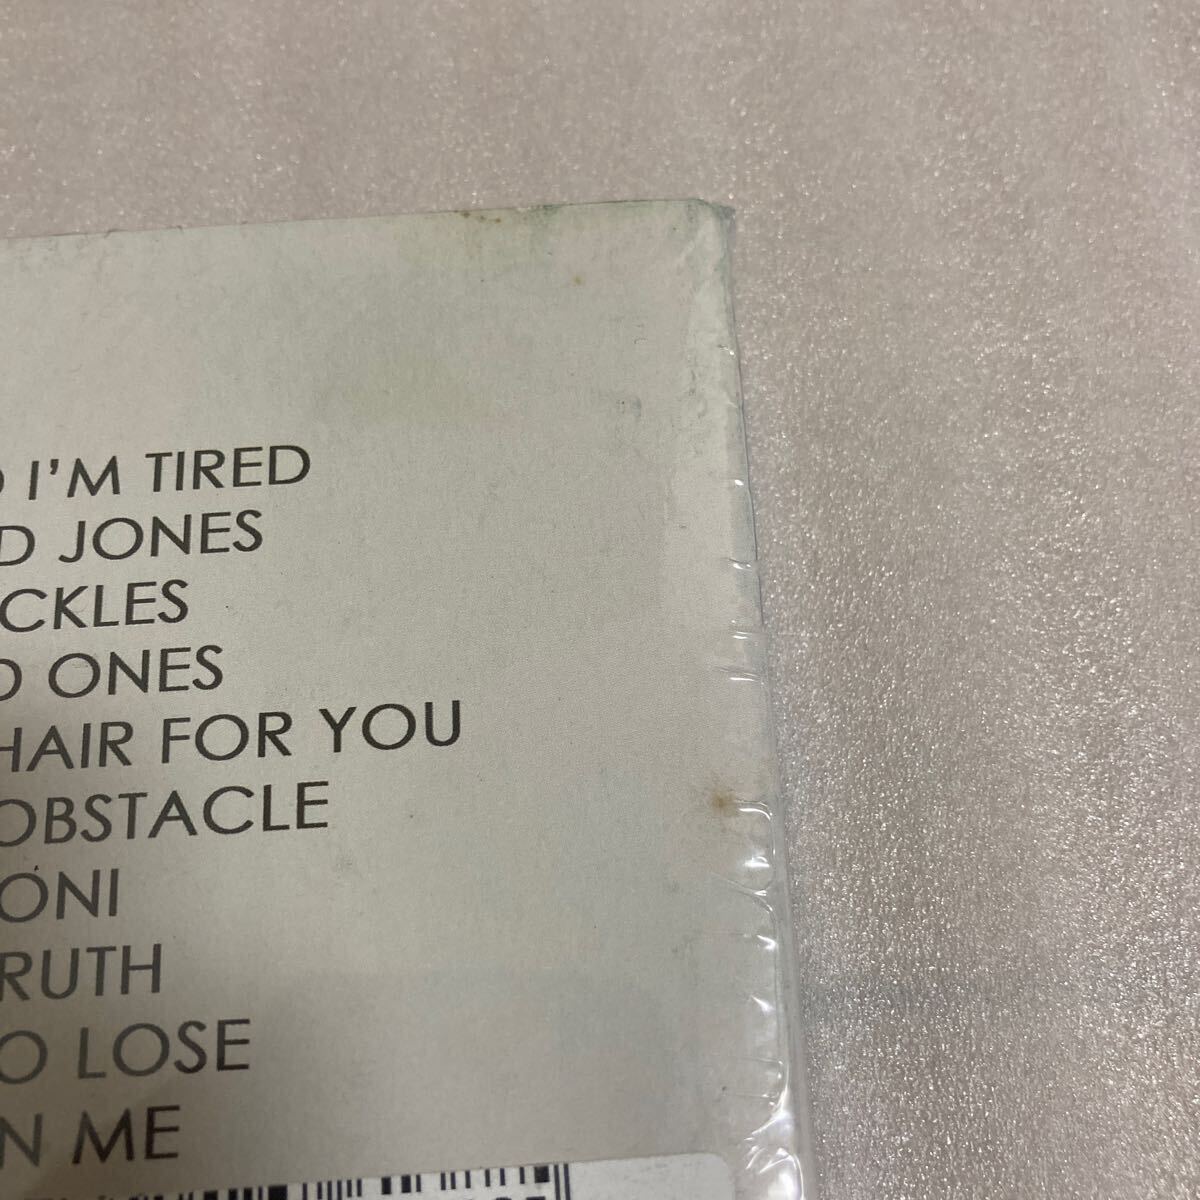 I'M TIRED
D JONES
CKLES
D ONES
HAIR FOR YOU
OBSTACLE
ONI
RUTH
O LOSE
N ME